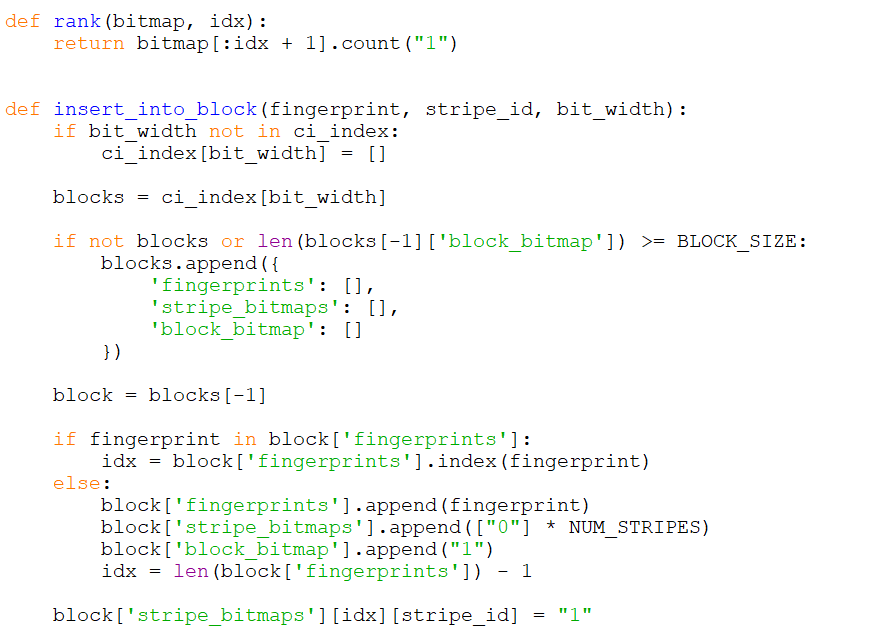 def rank(bitmap, idx):
    return bitmap[:idx + 1].count("1")

def insert_into_block(fingerprint, stripe_id, bit_width):
    if bit_width not in ci_index:
        ci_index[bit_width] = []

    blocks = ci_index[bit_width]

    if not blocks or len(blocks[-1]['block_bitmap']) >= BLOCK_SIZE:
        blocks.append({
            'fingerprints': [],
            'stripe_bitmaps': [],
            'block_bitmap': []
        })

    block = blocks[-1]

    if fingerprint in block['fingerprints']:
        idx = block['fingerprints'].index(fingerprint)
    else:
        block['fingerprints'].append(fingerprint)
        block['stripe_bitmaps'].append(["0"] * NUM_STRIPES)
        block['block_bitmap'].append("1")
        idx = len(block['fingerprints']) - 1

    block['stripe_bitmaps'][idx][stripe_id] = "1"